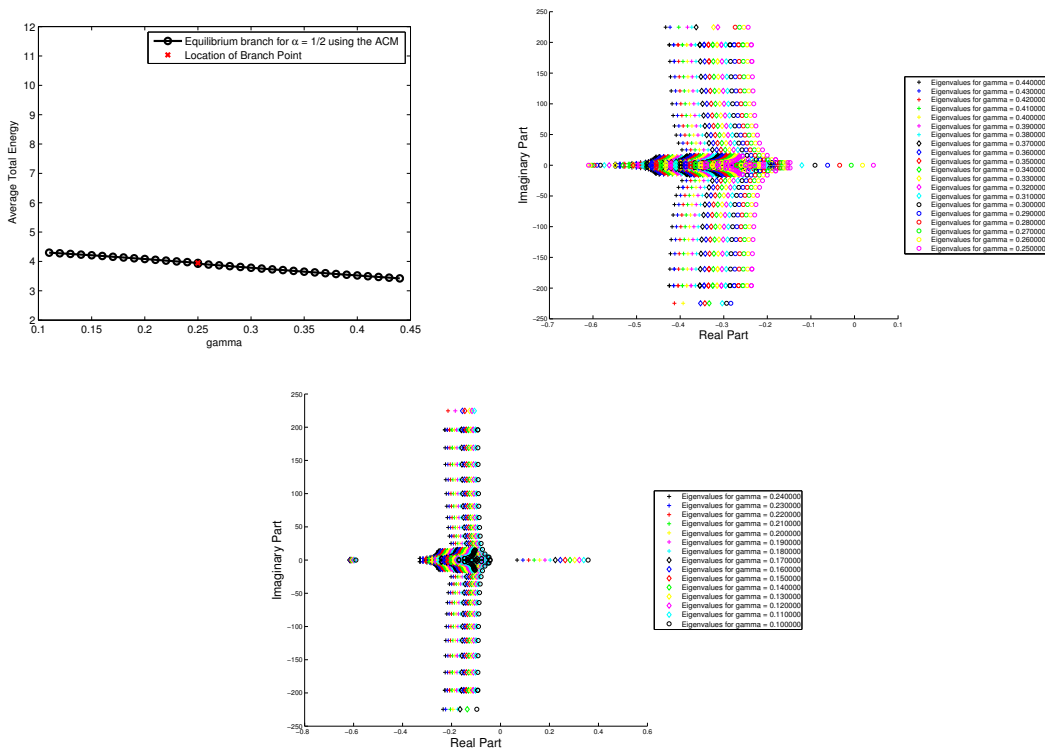 12
11
10
9
8
7
6
5
4
3
2
Average Total Energy
Equilibrium branch for α = 1/2 using the ACM
Location of Branch Point
0.1 0.15 0.2 0.25 0.3 0.35 0.4 0.45
gamma
250
200
150
100
50
0
−50
−100
−150
−200
−250
Imaginary Part
−0.7 −0.6 −0.5 −0.4 −0.3 −0.2 −0.1 0 0.1
Real Part
Eigenvalues for gamma = 0.440000
Eigenvalues for gamma = 0.430000
Eigenvalues for gamma = 0.420000
Eigenvalues for gamma = 0.410000
Eigenvalues for gamma = 0.400000
Eigenvalues for gamma = 0.390000
Eigenvalues for gamma = 0.380000
Eigenvalues for gamma = 0.370000
Eigenvalues for gamma = 0.360000
Eigenvalues for gamma = 0.350000
Eigenvalues for gamma = 0.340000
Eigenvalues for gamma = 0.330000
Eigenvalues for gamma = 0.320000
Eigenvalues for gamma = 0.310000
Eigenvalues for gamma = 0.300000
Eigenvalues for gamma = 0.290000
Eigenvalues for gamma = 0.280000
Eigenvalues for gamma = 0.270000
Eigenvalues for gamma = 0.260000
Eigenvalues for gamma = 0.250000
250
200
150
100
50
0
−50
−100
−150
−200
−250
Imaginary Part
−0.8 −0.6 −0.4 −0.2 0 0.2 0.4 0.6
Real Part
Eigenvalues for gamma = 0.240000
Eigenvalues for gamma = 0.230000
Eigenvalues for gamma = 0.220000
Eigenvalues for gamma = 0.210000
Eigenvalues for gamma = 0.200000
Eigenvalues for gamma = 0.190000
Eigenvalues for gamma = 0.180000
Eigenvalues for gamma = 0.170000
Eigenvalues for gamma = 0.160000
Eigenvalues for gamma = 0.150000
Eigenvalues for gamma = 0.140000
Eigenvalues for gamma = 0.130000
Eigenvalues for gamma = 0.120000
Eigenvalues for gamma = 0.110000
Eigenvalues for gamma = 0.100000